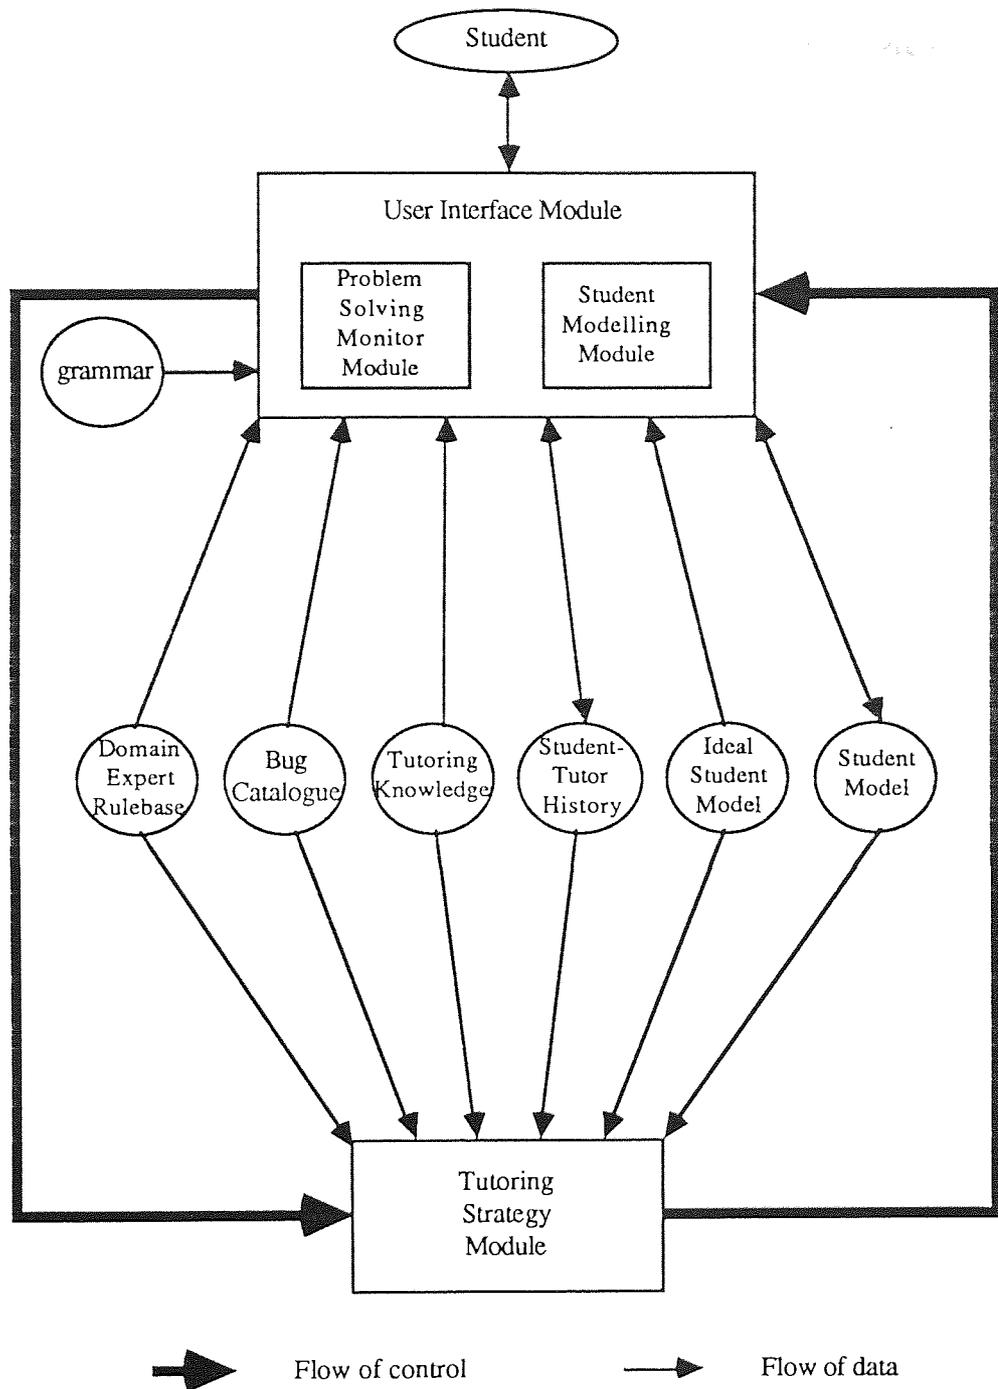 Student
User Interface Module
Problem
Solving
Monitor
Module
Student
Modelling
Module
grammar
Domain
Expert
Rulebase
Bug
Catalogue
Tutoring
Knowledge
Student-
Tutor
History
Ideal
Student
Model
Student
Model
Tutoring
Strategy
Module
Flow of control
Flow of data